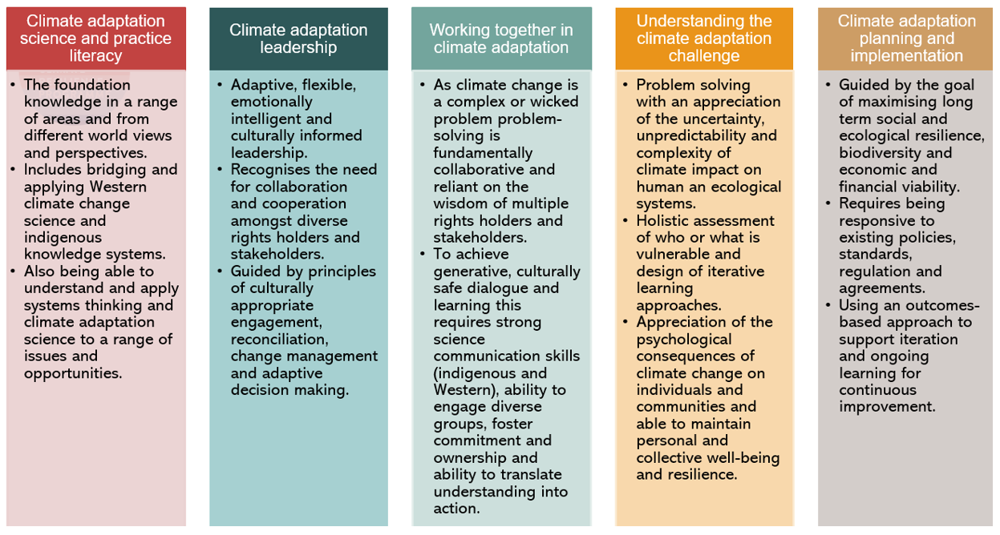 Climate adaptation
science and practice
literacy
• The foundation
knowledge in a range
of areas and from
different world views
and perspectives.
• Includes bridging and
applying Western
climate change
science and
indigenous
knowledge systems.
• Also being able to
understand and apply
systems thinking and
climate adaptation
science to a range of
issues and
opportunities.
Climate adaptation
leadership
• Adaptive, flexible,
emotionally
intelligent and
culturally informed
leadership.
• Recognises the need
for collaboration
and cooperation
amongst diverse
rights holders and
stakeholders.
• Guided by principles
of culturally
appropriate
engagement,
reconciliation,
change management
and adaptive
decision making.
Working together in
climate adaptation
• As climate change is
a complex or wicked
problem problem-
solving is
fundamentally
collaborative and
reliant on the
wisdom of multiple
rights holders and
stakeholders.
• To achieve
generative, culturally
safe dialogue and
learning this
requires strong
science
communication skills
(indigenous and
Western), ability to
engage diverse
groups, foster
commitment and
ownership and
ability to translate
understanding into
action.
Understanding the
climate adaptation
challenge
• Problem solving
with an appreciation
of the uncertainty,
unpredictability and
complexity of
climate impact on
human an ecological
systems.
• Holistic assessment
of who or what is
vulnerable and
design of iterative
learning
approaches.
• Appreciation of the
psychological
consequences of
climate change on
individuals and
communities and
able to maintain
personal and
collective well-being
and resilience.
Climate adaptation
planning and
implementation
• Guided by the goal
of maximising long
term social and
ecological resilience,
biodiversity and
economic and
financial viability.
• Requires being
responsive to
existing policies,
standards,
regulation and
agreements.
• Using an outcomes-
based approach to
support iteration
and ongoing
learning for
continuous
improvement.